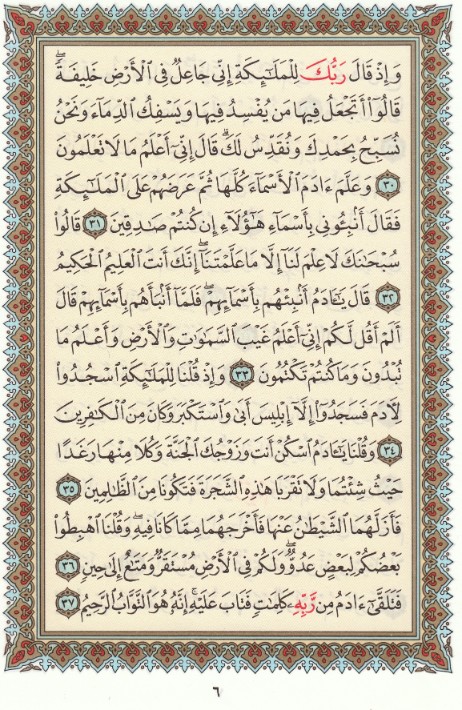 وَإِذْ قَالَ رَبُّكَ لِلْمَلَٰٓئِكَةِ إِنِّى جَاعِلٌ فِى ٱلْأَرْضِ خَلِيفَةً ۖ
قَالُوٓا۟ أَتَجْعَلُ فِيهَا مَن يُفْسِدُ فِيهَا وَيَسْفِكُ ٱلدِّمَآءَ وَنَحْنُ
نُسَبِّحُ بِحَمْدِكَ وَنُقَدِّسُ لَكَ ۖ قَالَ إِنِّىٓ أَعْلَمُ مَا لَا تَعْلَمُونَ
٣٠ وَعَلَّمَ ءَادَمَ ٱلْأَسْمَآءَ كُلَّهَا ثُمَّ عَرَضَهُمْ عَلَى ٱلْمَلَٰٓئِكَةِ
فَقَالَ أَنۢبِـُٔونِى بِأَسْمَآءِ هَٰٓؤُلَآءِ إِن كُنتُمْ صَٰدِقِينَ ٣١ قَالُوا۟
سُبْحَٰنَكَ لَا عِلْمَ لَنَآ إِلَّا مَا عَلَّمْتَنَآ ۖ إِنَّكَ أَنتَ ٱلْعَلِيمُ ٱلْحَكِيمُ
٣٢ قَالَ يَٰٓـَٔادَمُ أَنۢبِئْهُم بِأَسْمَآئِهِمْ ۖ فَلَمَّآ أَنۢبَأَهُم بِأَسْمَآئِهِمْ قَالَ
أَلَمْ أَقُل لَّكُمْ إِنِّىٓ أَعْلَمُ غَيْبَ ٱلسَّمَٰوَٰتِ وَٱلْأَرْضِ وَأَعْلَمُ مَا
تُبْدُونَ وَمَا كُنتُمْ تَكْتُمُونَ ٣٣ وَإِذْ قُلْنَا لِلْمَلَٰٓئِكَةِ ٱسْجُدُوا۟
لِءَادَمَ فَسَجَدُوٓا۟ إِلَّآ إِبْلِيسَ أَبَىٰ وَٱسْتَكْبَرَ وَكَانَ مِنَ ٱلْكَٰفِرِينَ
٣٤ وَقُلْنَا يَٰٓـَٔادَمُ ٱسْكُنْ أَنتَ وَزَوْجُكَ ٱلْجَنَّةَ وَكُلَا مِنْهَا رَغَدًا
حَيْثُ شِئْتُمَا وَلَا تَقْرَبَا هَٰذِهِ ٱلشَّجَرَةَ فَتَكُونَا مِنَ ٱلظَّٰلِمِينَ ٣٥
فَأَزَلَّهُمَا ٱلشَّيْطَٰنُ عَنْهَا فَأَخْرَجَهُمَا مِمَّا كَانَا فِيهِ ۖ وَقُلْنَا ٱهْبِطُوا۟
بَعْضُكُمْ لِبَعْضٍ عَدُوٌّ ۖ وَلَكُمْ فِى ٱلْأَرْضِ مُسْتَقَرٌّ وَمَتَٰعٌ إِلَىٰ حِينٍ ٣٦
فَتَلَقَّىٰٓ ءَادَمُ مِن رَّبِّهِۦ كَلِمَٰتٍ فَتَابَ عَلَيْهِ ۚ إِنَّهُۥ هُوَ ٱلتَّوَّابُ ٱلرَّحِيمُ ٣٧
٦